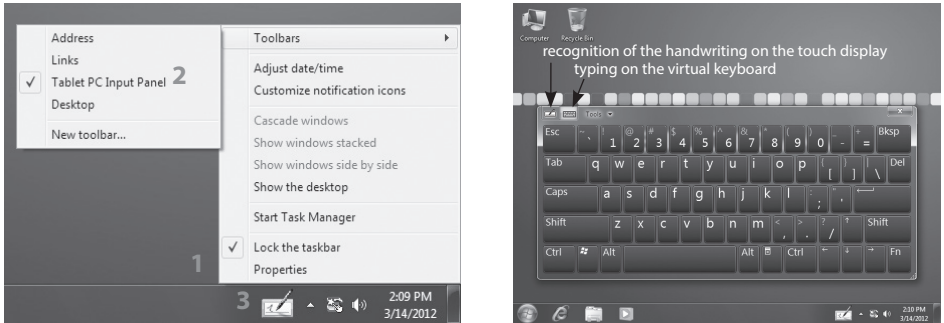 Address
Links
Tablet PC Input Panel 2
Desktop
New toolbar...
Toolbars
Adjust date/time
Customize notification icons
Cascade windows
Show windows stacked
Show windows side by side
Show the desktop
Start Task Manager
Lock the taskbar
1
Properties
3
2:09 PM
3/14/2012
Computer
Recycle Bin
recognition of the handwriting on the touch display
typing on the virtual keyboard
Tools
Esc ~ ` ! 1 @ 2 # 3 $ 4 % 5 ^ 6 & 7 * 8 ( 9 ) 0 _ - + = Bksp
Tab q w e r t y u i o p { [ } ] | \ Del
Caps a s d f g h j k l : ; " ' 
Shift z x c v b n m < , > . ? / ↑ Shift
Ctrl Alt Alt Ctrl ← ↓ → Fn
2:10 PM
3/14/2012